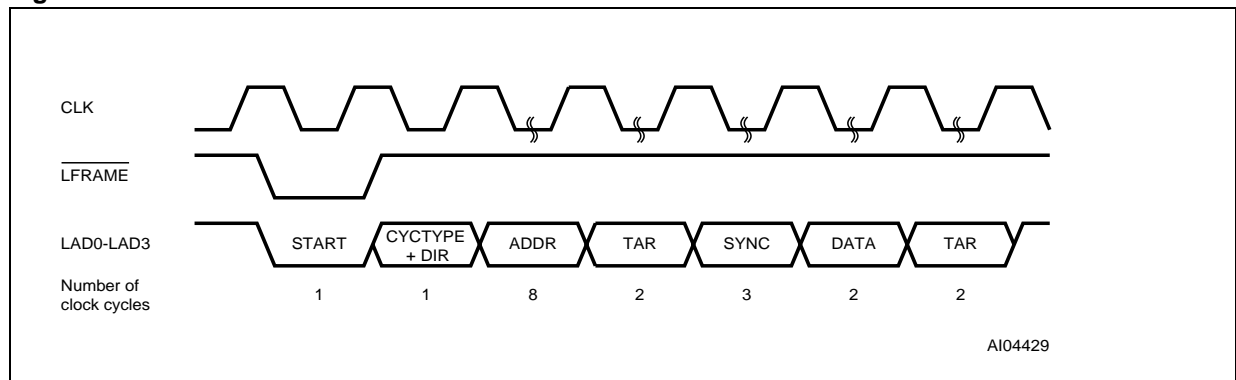 CLK
LFRAME
LAD0-LAD3
START
CYCTYPE
+ DIR
ADDR
TAR
SYNC
DATA
TAR
Number of
clock cycles
1
1
8
2
3
2
2
AI04429